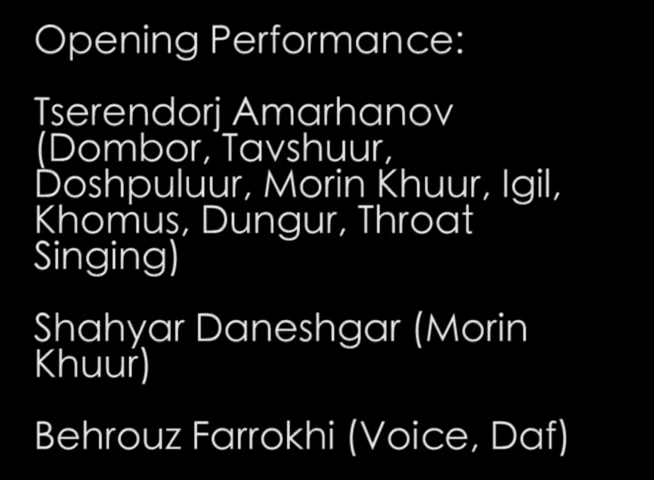 Opening Performance:
Tserendorj Amarhanov
(Dombor, Tavshuur,
Doshpuluur, Morin Khuur, Igil,
Khomus, Dungur, Throat
Singing)
Shahyar Daneshgar (Morin
Khuur)
Behrouz Farrokhi (Voice, Daf)